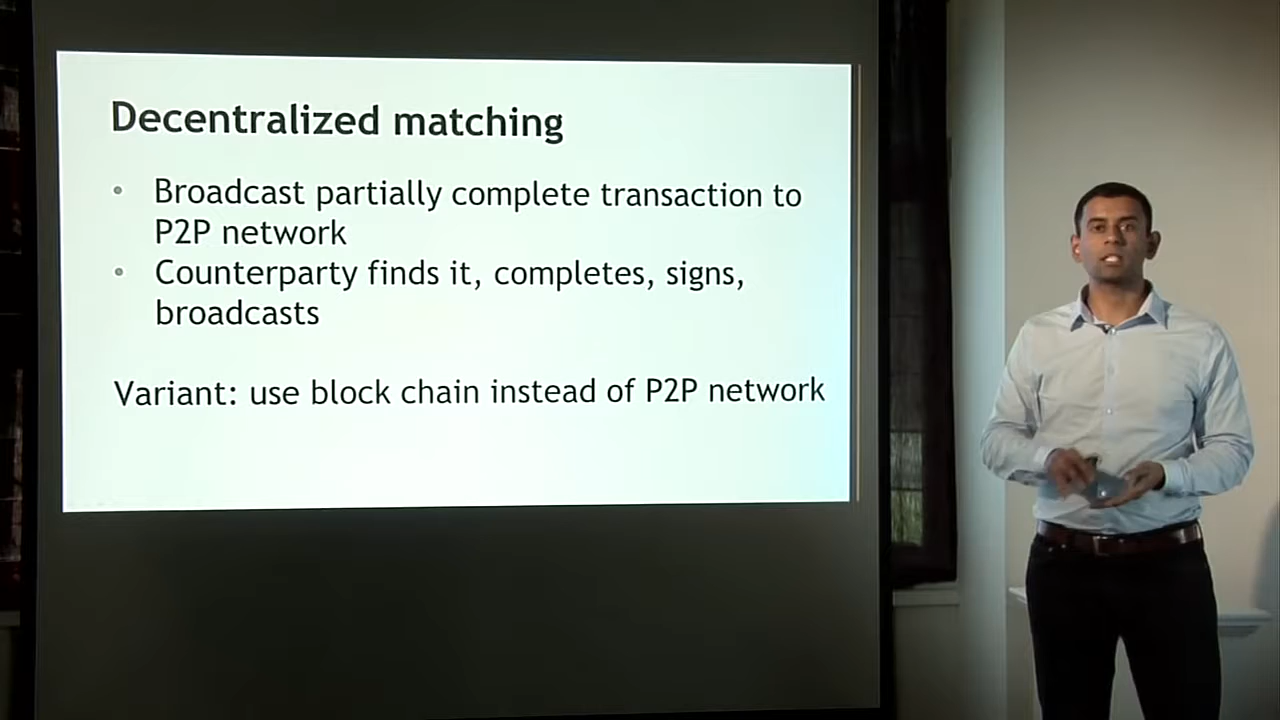 Decentralized matching
• Broadcast partially complete transaction to
P2P network
• Counterparty finds it, completes, signs,
broadcasts
Variant: use block chain instead of P2P network